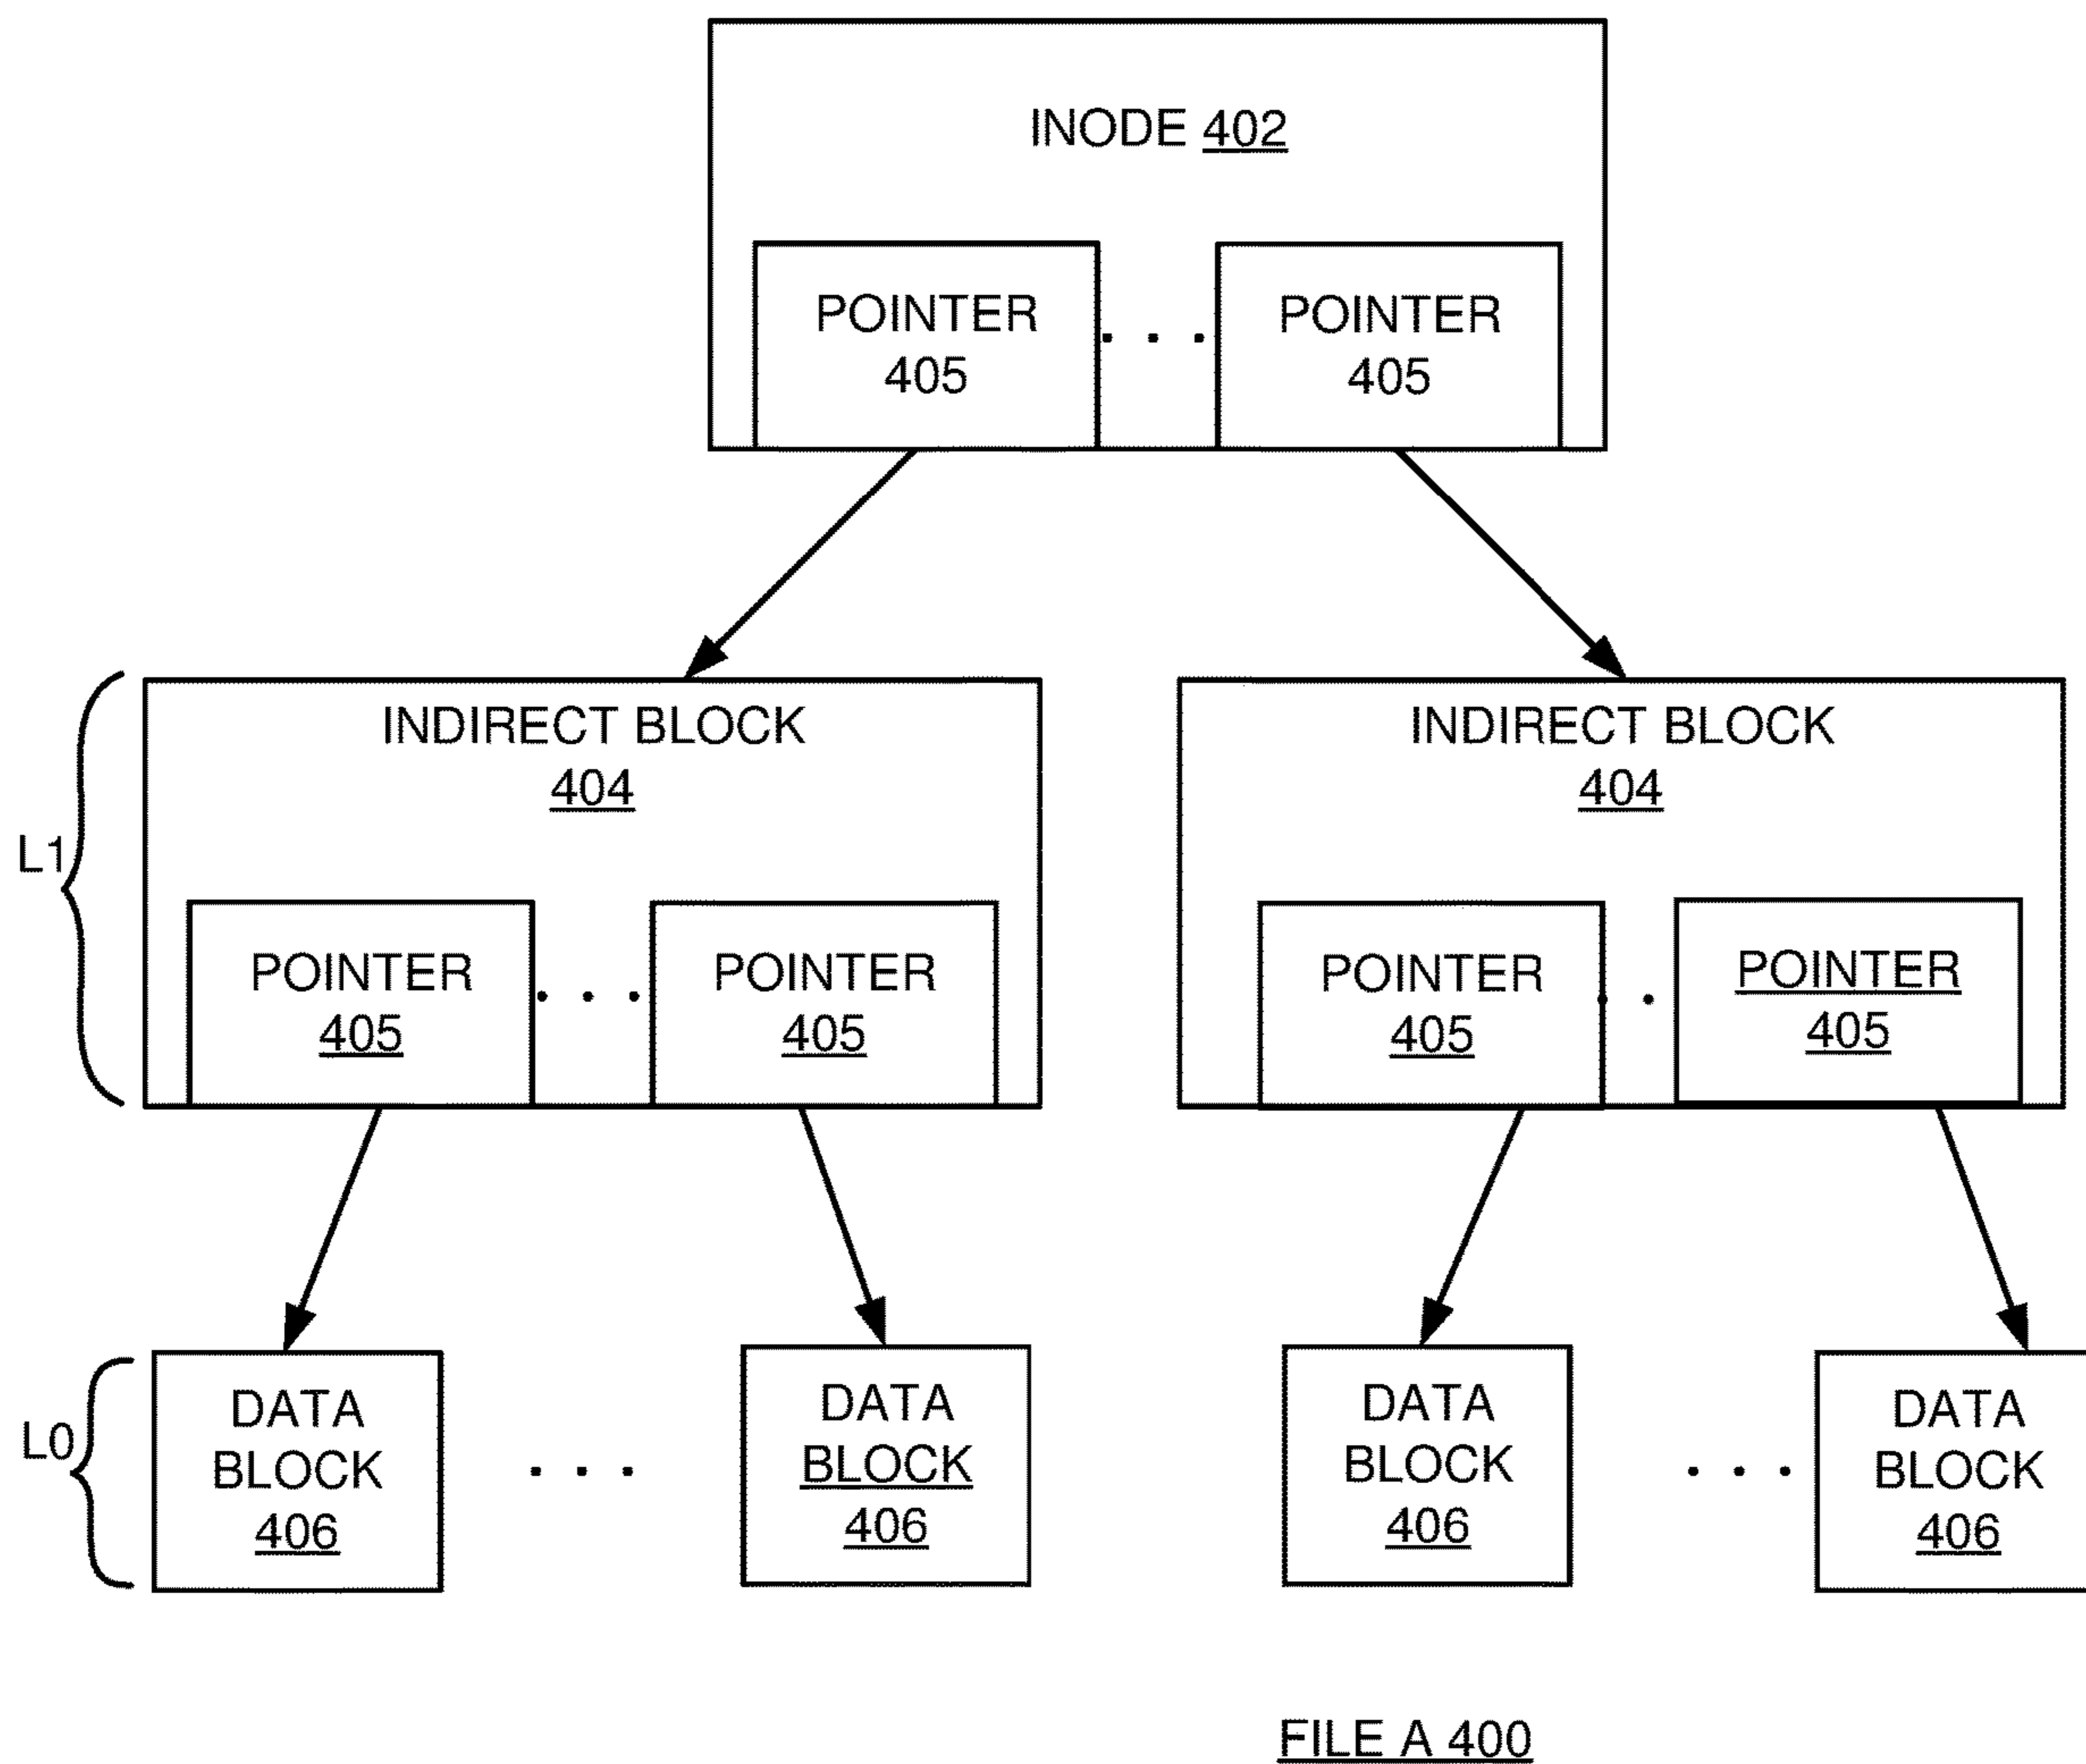 INODE 402
POINTER
405
. . .
POINTER
405
L1
INDIRECT BLOCK
404
POINTER
405
. . .
POINTER
405
INDIRECT BLOCK
404
POINTER
405
. .
POINTER
405
L0
DATA
BLOCK
406
. . .
DATA
BLOCK
406
DATA
BLOCK
406
. . .
DATA
BLOCK
406
FILE A 400